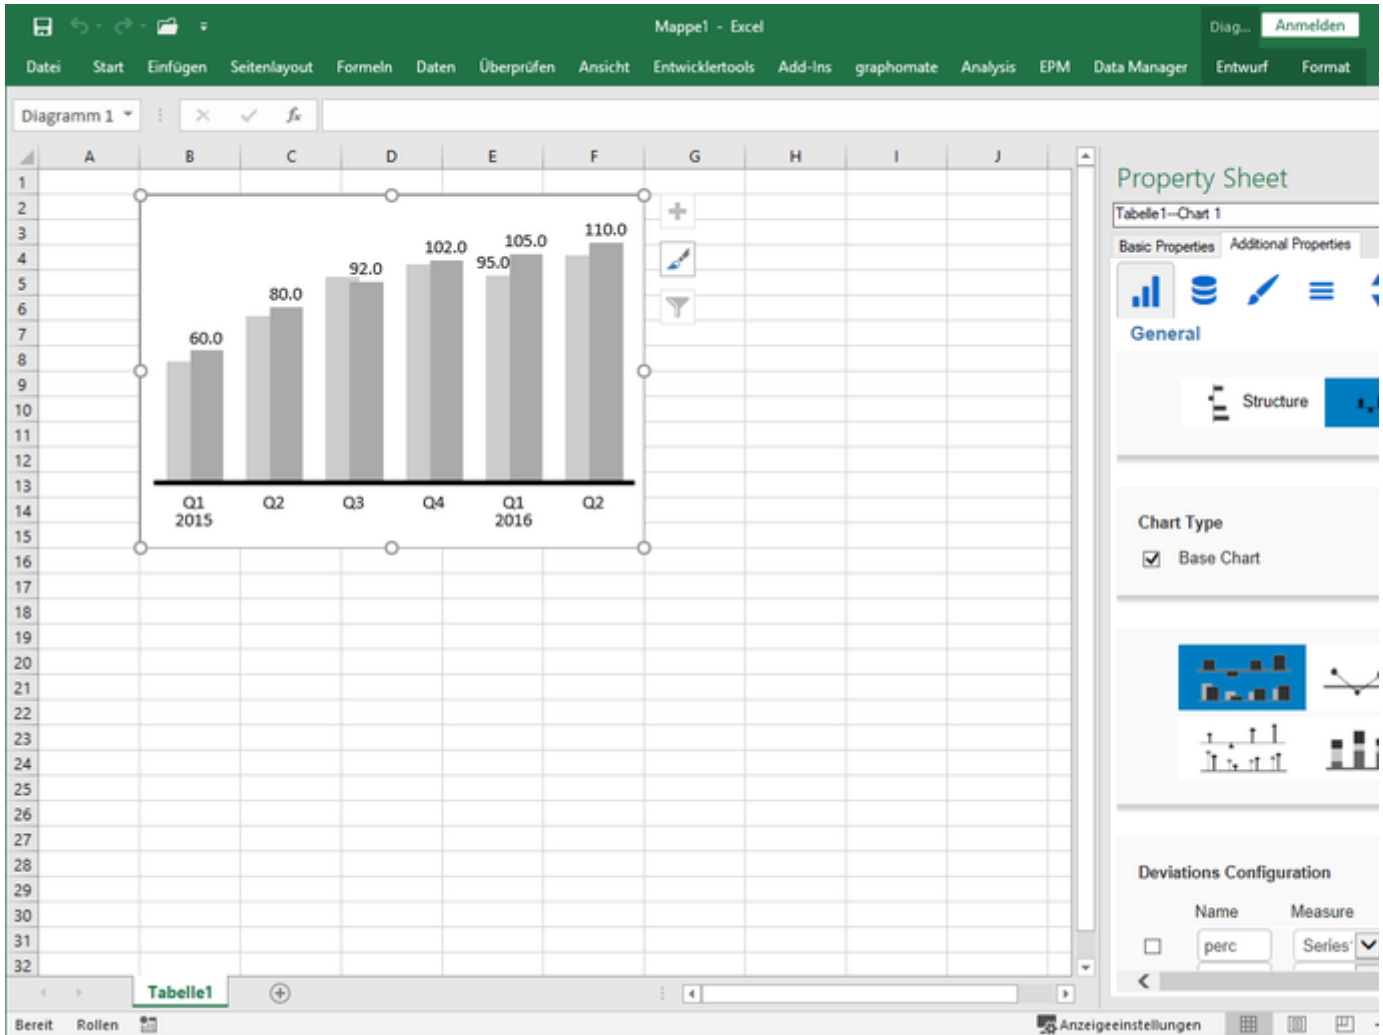 Mappe1 - Excel
Diag...
Anmelden
Datei Start Einfügen Seitenlayout Formeln Daten Überprüfen Ansicht Entwicklertools Add-Ins graphomate Analysis EPM Data Manager Entwurf Format
Diagramm 1
fx
A B C D E F G H I J
1
2
3
4
5
6
7
8
9
10
11
12
13
14
15
16
17
18
19
20
21
22
23
24
25
26
27
28
29
30
31
32
60.0
80.0
92.0
102.0
95.0
105.0
110.0
Q1 Q2 Q3 Q4 Q1 Q2
2015 2016
Property Sheet
Tabelle1--Chart 1
Basic Properties Additional Properties
General
Structure
Chart Type
Base Chart
Deviations Configuration
Name Measure
perc Series
Tabelle1
Bereit Rollen
Anzeigeeinstellungen